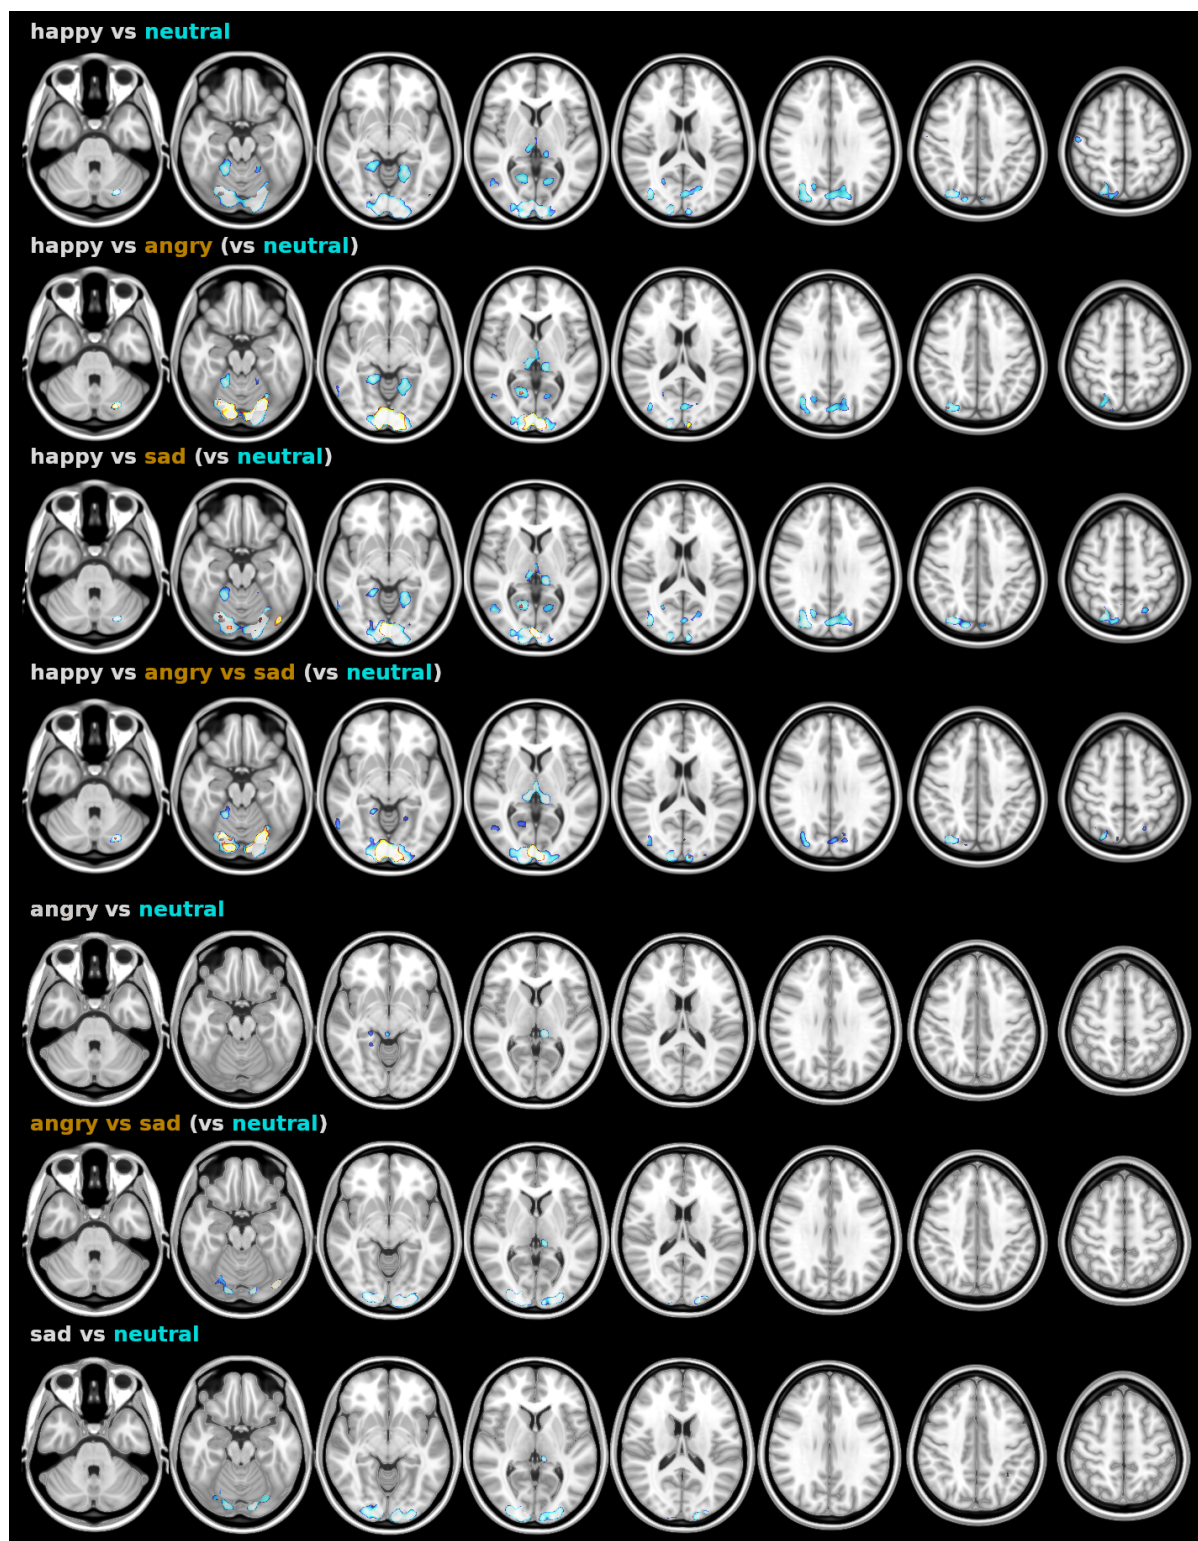 happy vs neutral
happy vs angry (vs neutral)
happy vs sad (vs neutral)
happy vs angry vs sad (vs neutral)
angry vs neutral
angry vs sad (vs neutral)
sad vs neutral